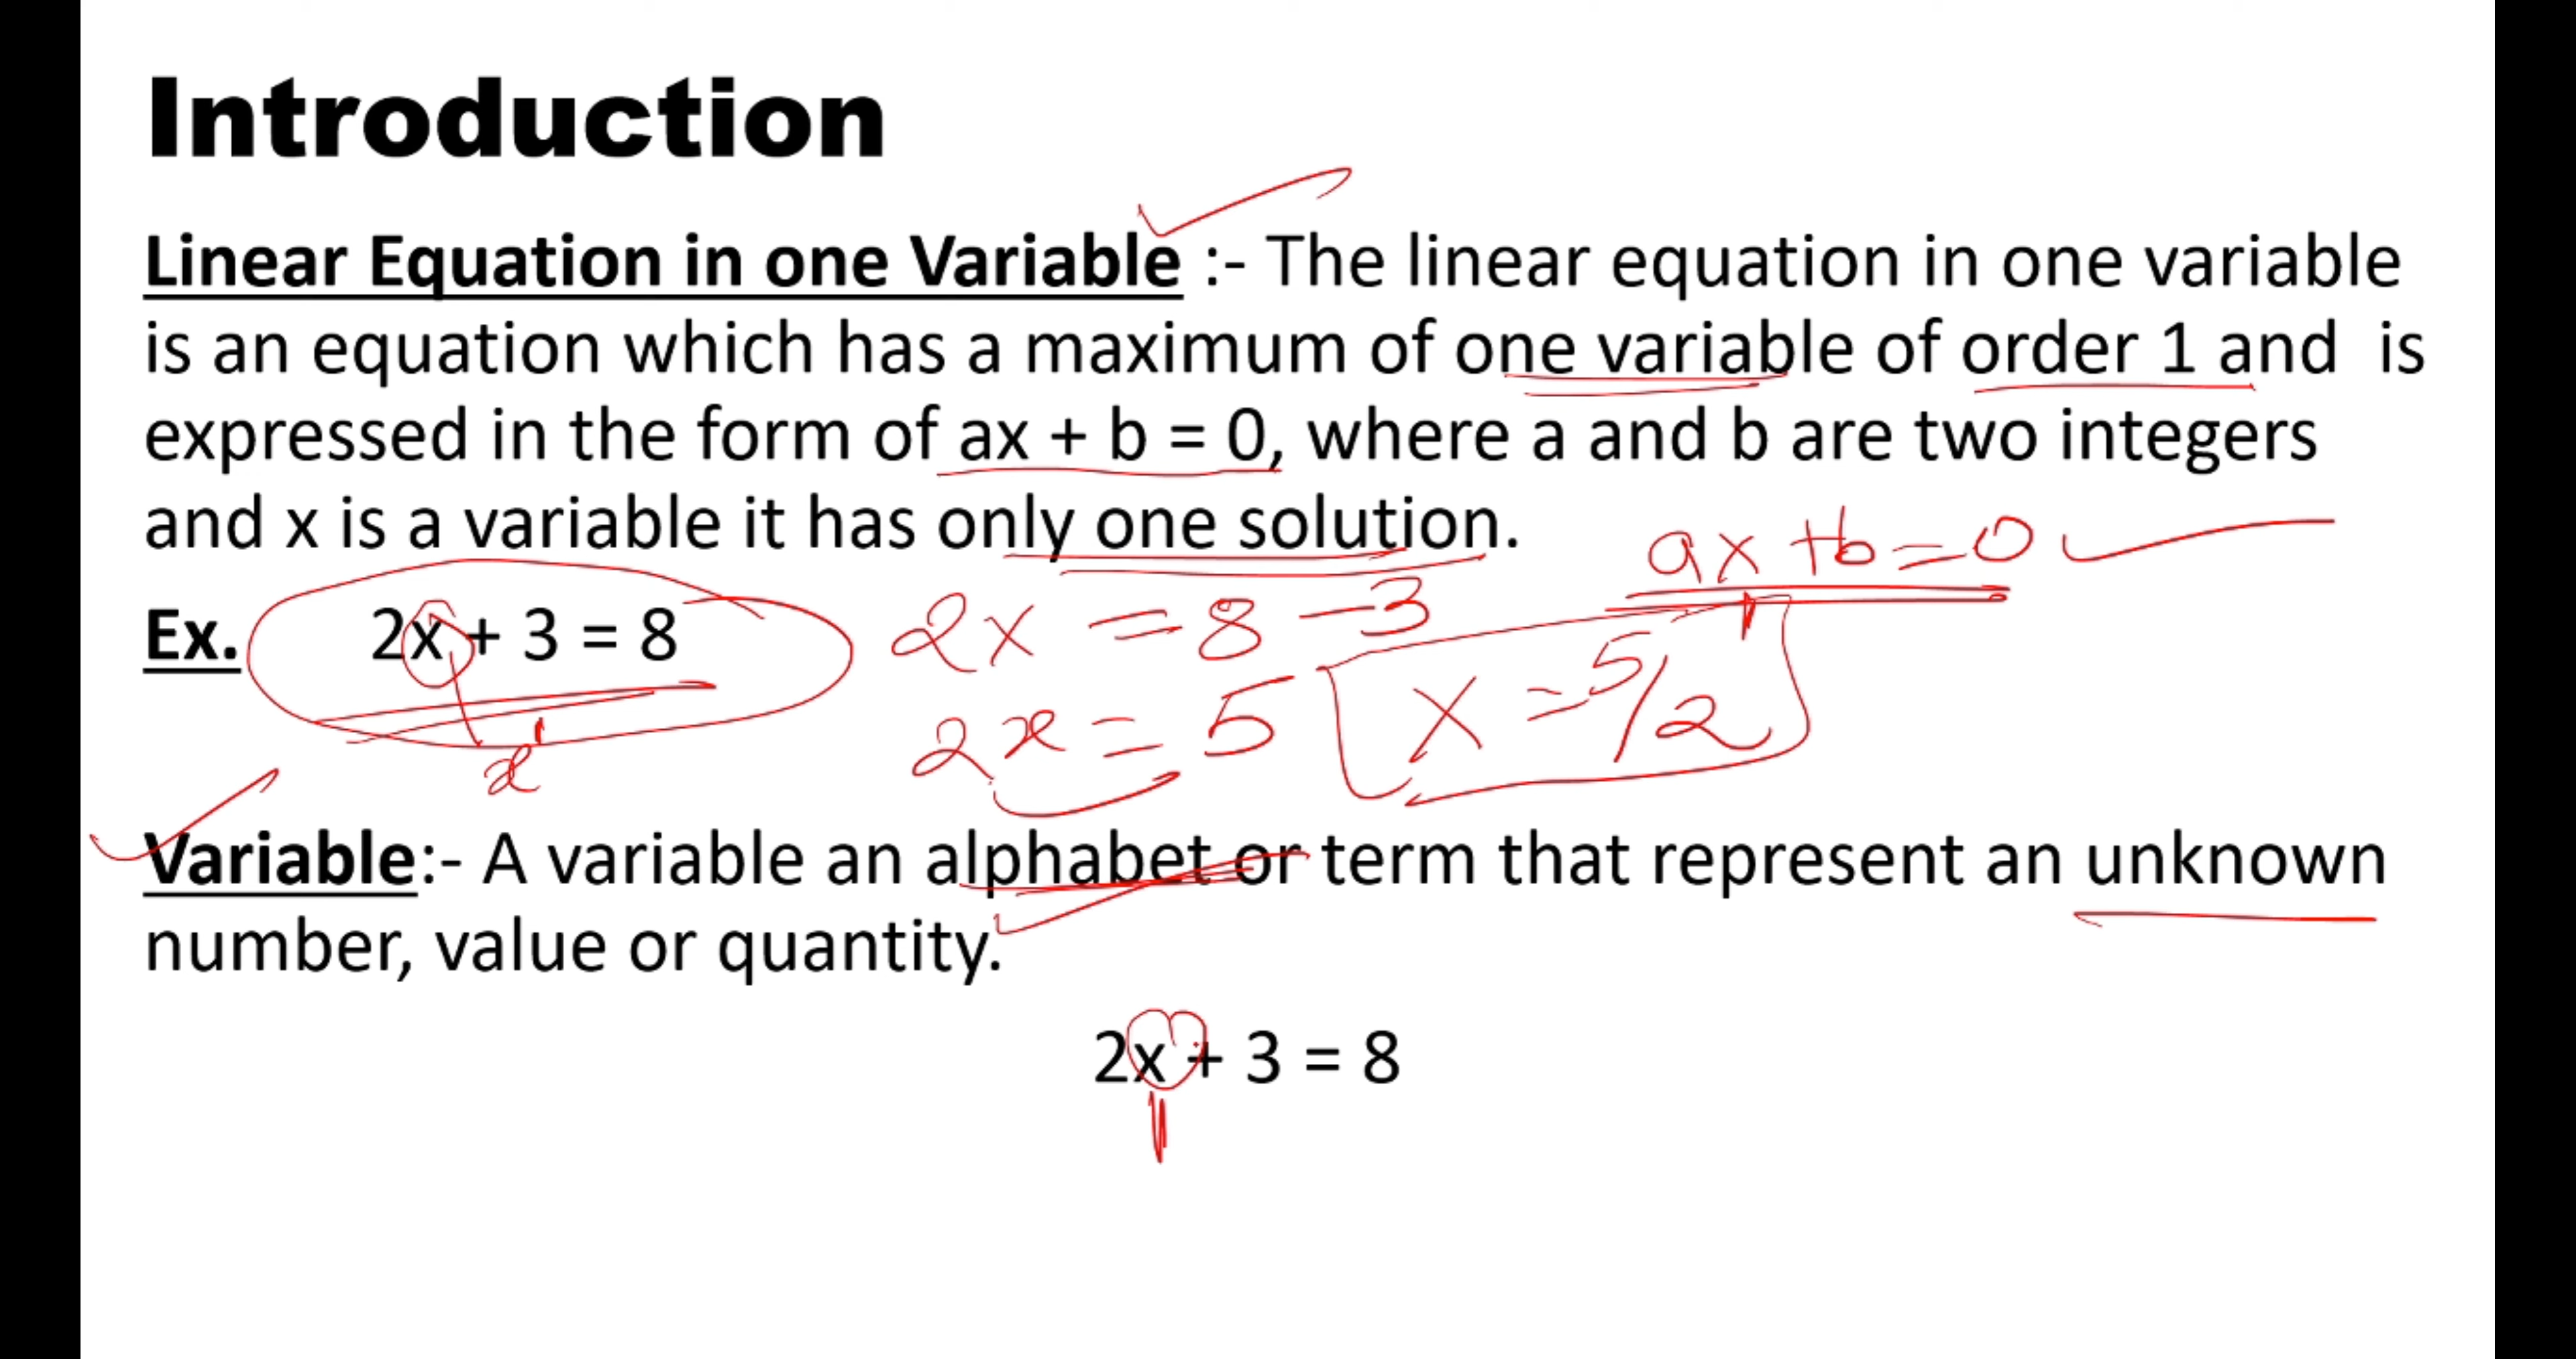 Introduction
Linear Equation in one Variable :- The linear equation in one variable
is an equation which has a maximum of one variable of order 1 and is
expressed in the form of ax + b = 0, where a and b are two integers
and x is a variable it has only one solution.
ax + b = 0
Ex. 2x + 3 = 8 2x = 8 - 3
2x = 5 x = 5/2
x¹
Variable:- A variable an alphabet or term that represent an unknown
number, value or quantity.
2x + 3 = 8